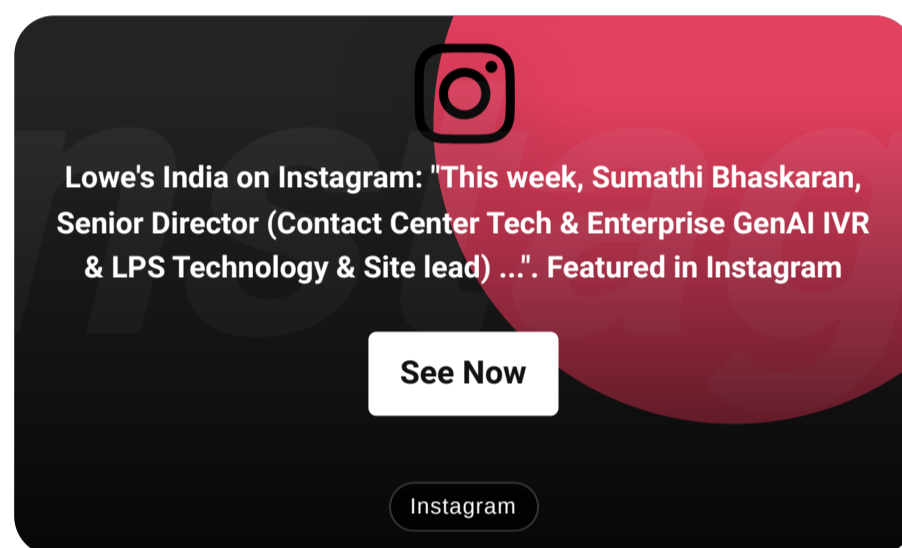 Lowe's India on Instagram: "This week, Sumathi Bhaskaran,
Senior Director (Contact Center Tech & Enterprise GenAI IVR
& LPS Technology & Site lead) ...". Featured in Instagram
See Now
Instagram